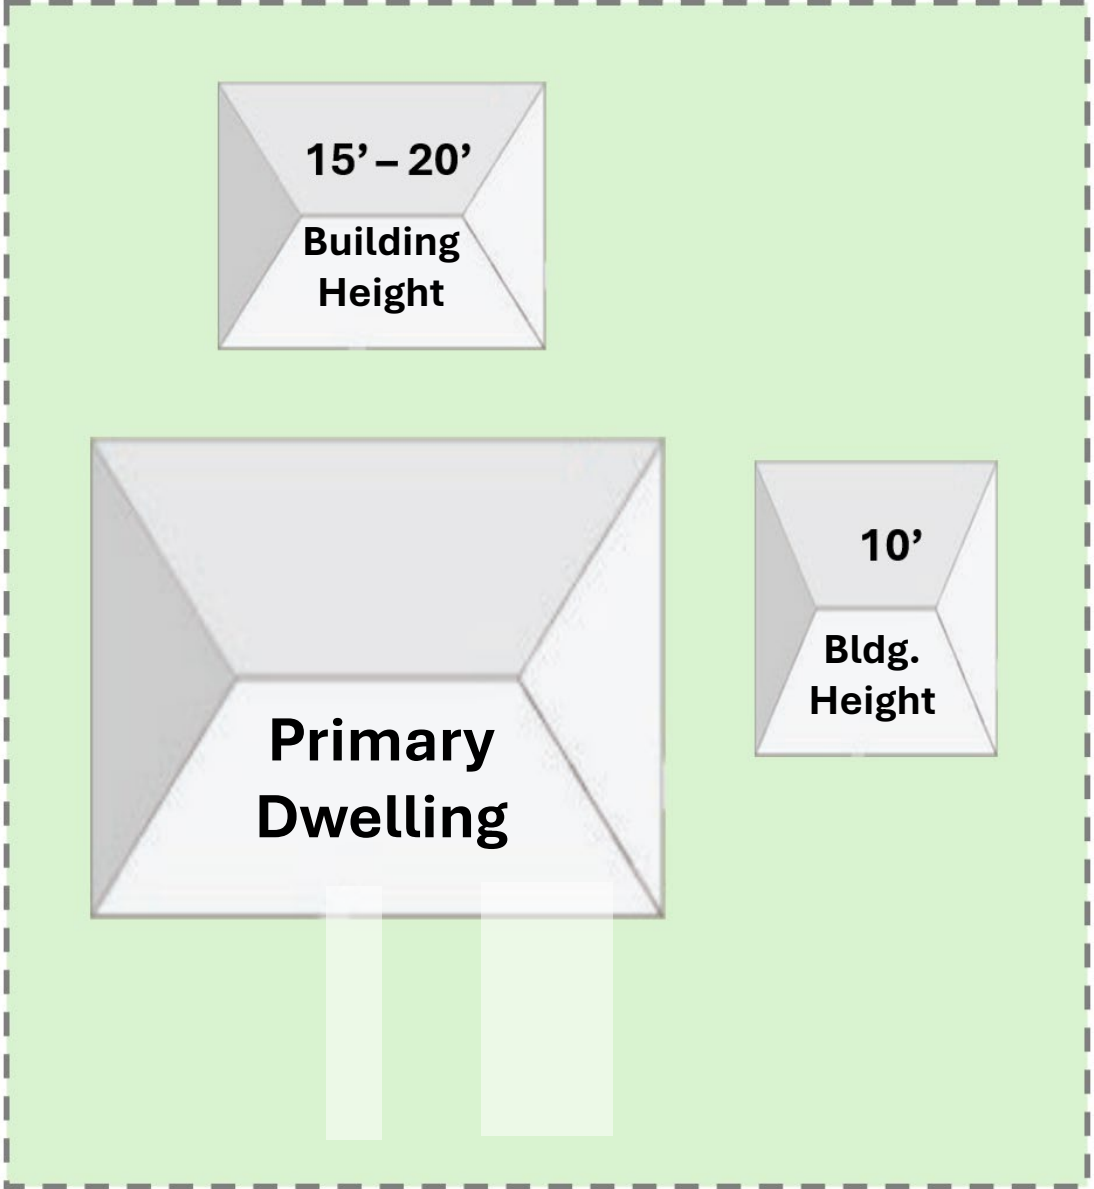 15’ – 20’
Building
Height
10’
Bldg.
Height
Primary
Dwelling